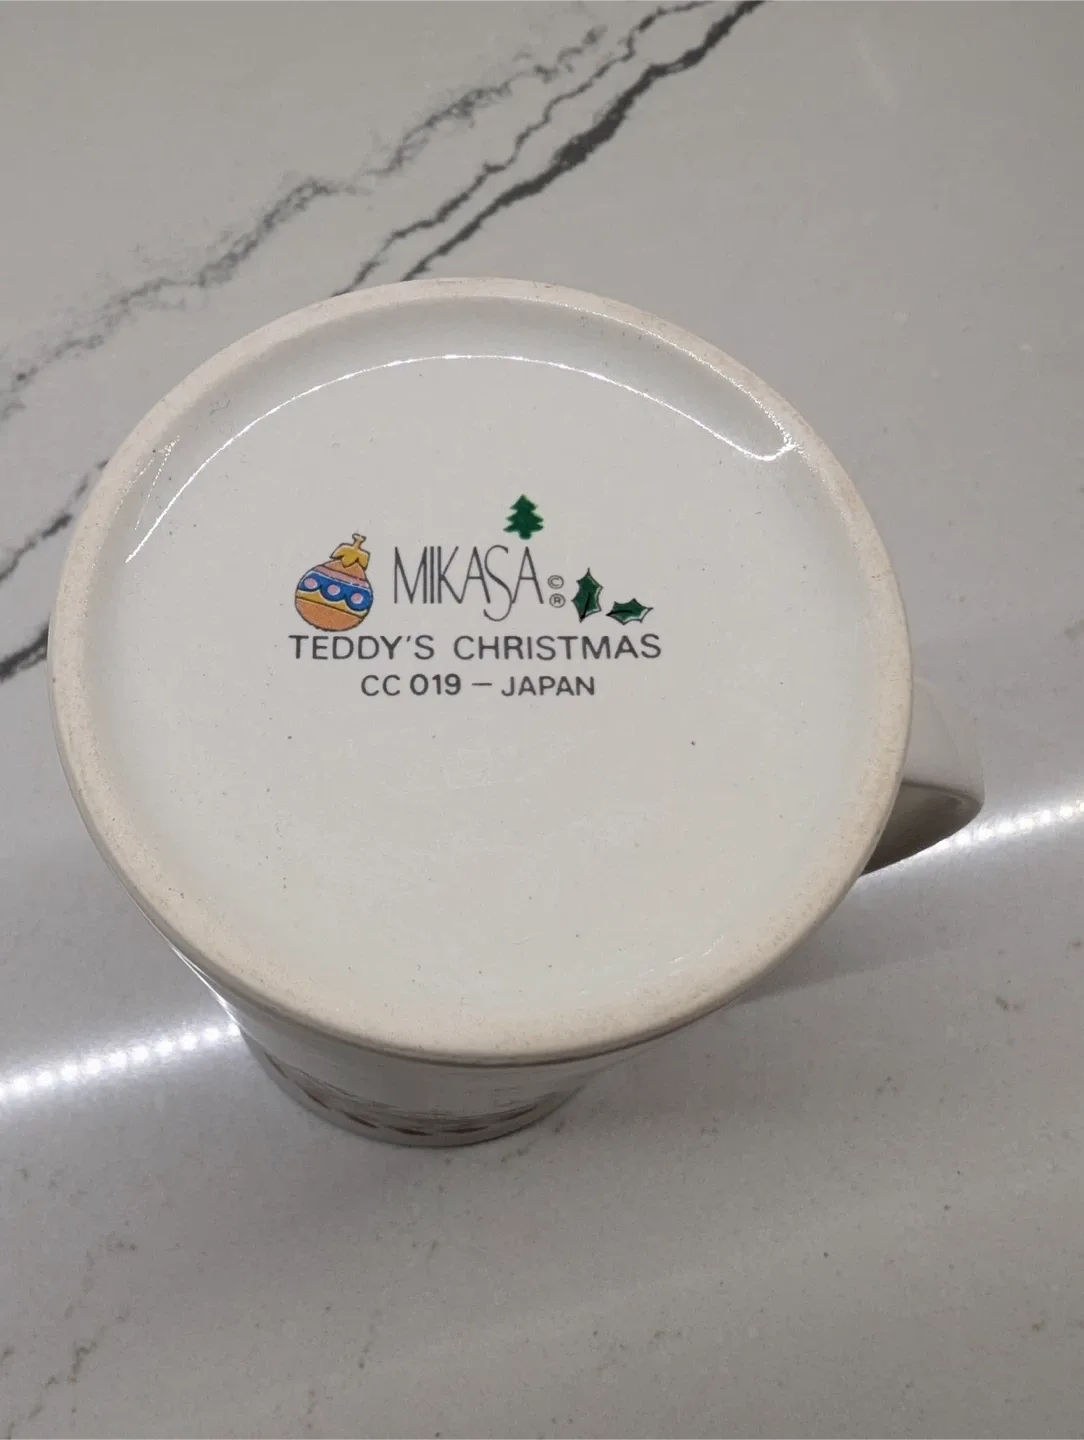 MIKASA © ®
TEDDY'S CHRISTMAS
CC 019 – JAPAN